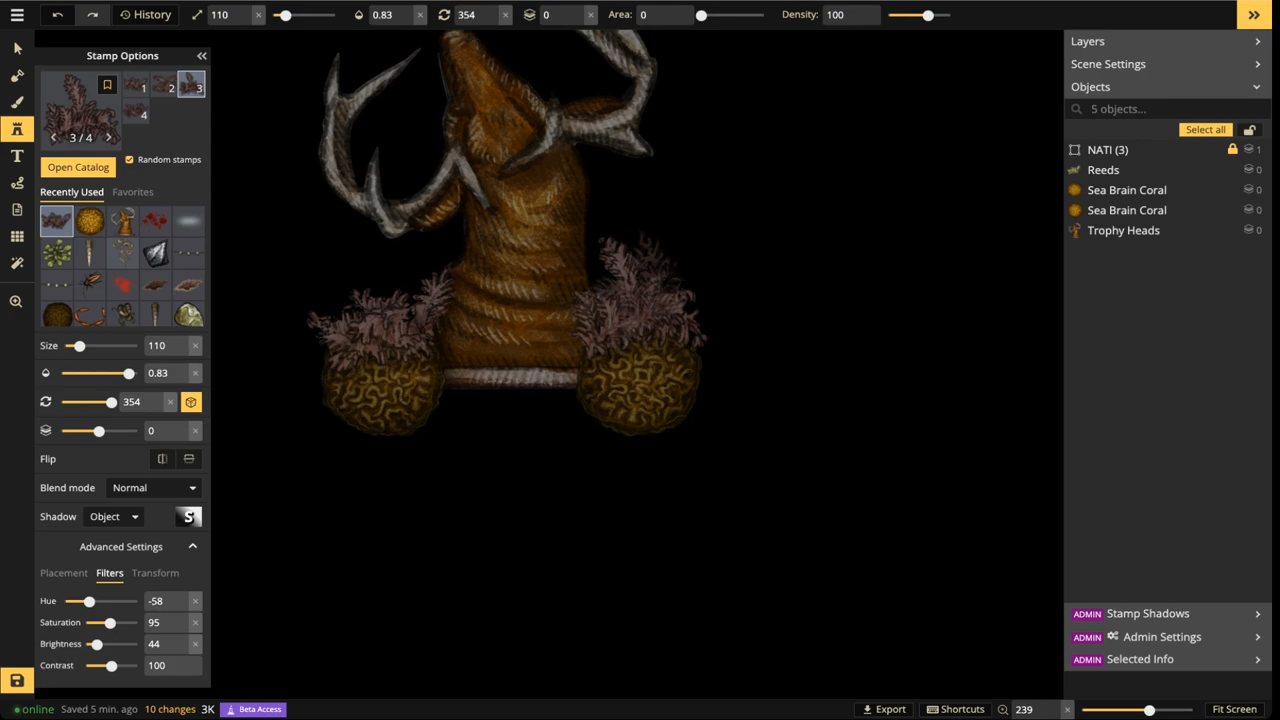 History 110 × 0.83 × 354 × 0 × Area: 0 Density: 100
Stamp Options
1 2 3
4
3 / 4
Open Catalog Random stamps
Recently Used Favorites
Size 110 ×
0.83 ×
354 ×
0 ×
Flip
Blend mode Normal
Shadow Object S
Advanced Settings
Placement Filters Transform
Hue -58 ×
Saturation 95 ×
Brightness 44 ×
Contrast 100
Layers
Scene Settings
Objects
5 objects...
Select all
NATI (3) 1
Reeds 0
Sea Brain Coral 0
Sea Brain Coral 0
Trophy Heads 0
ADMIN Stamp Shadows
ADMIN Admin Settings
ADMIN Selected Info
online Saved 5 min. ago 10 changes 3K Beta Access Export Shortcuts 239 × Fit Screen